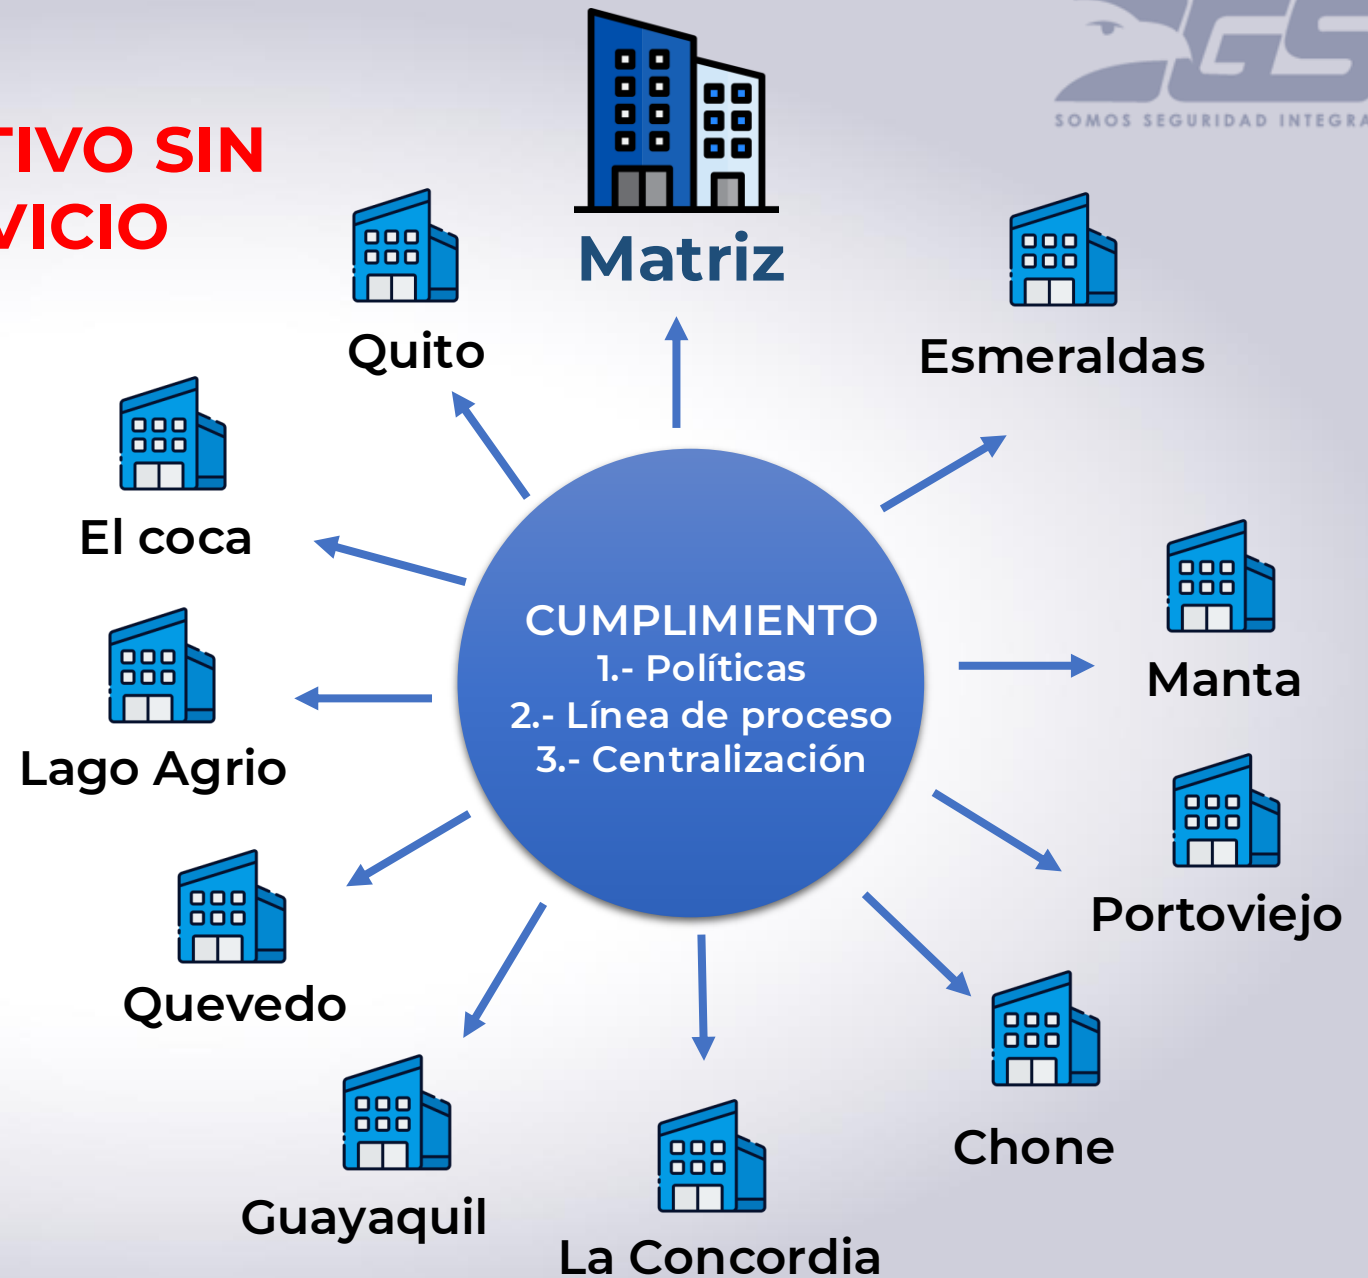 GS
SOMOS SEGURIDAD INTEGRA
TIVO SIN
VICIO
Matriz
Quito
Esmeraldas
El coca
CUMPLIMIENTO
1.- Políticas
2.- Línea de proceso
3.- Centralización
Manta
Lago Agrio
Portoviejo
Quevedo
Chone
Guayaquil
La Concordia